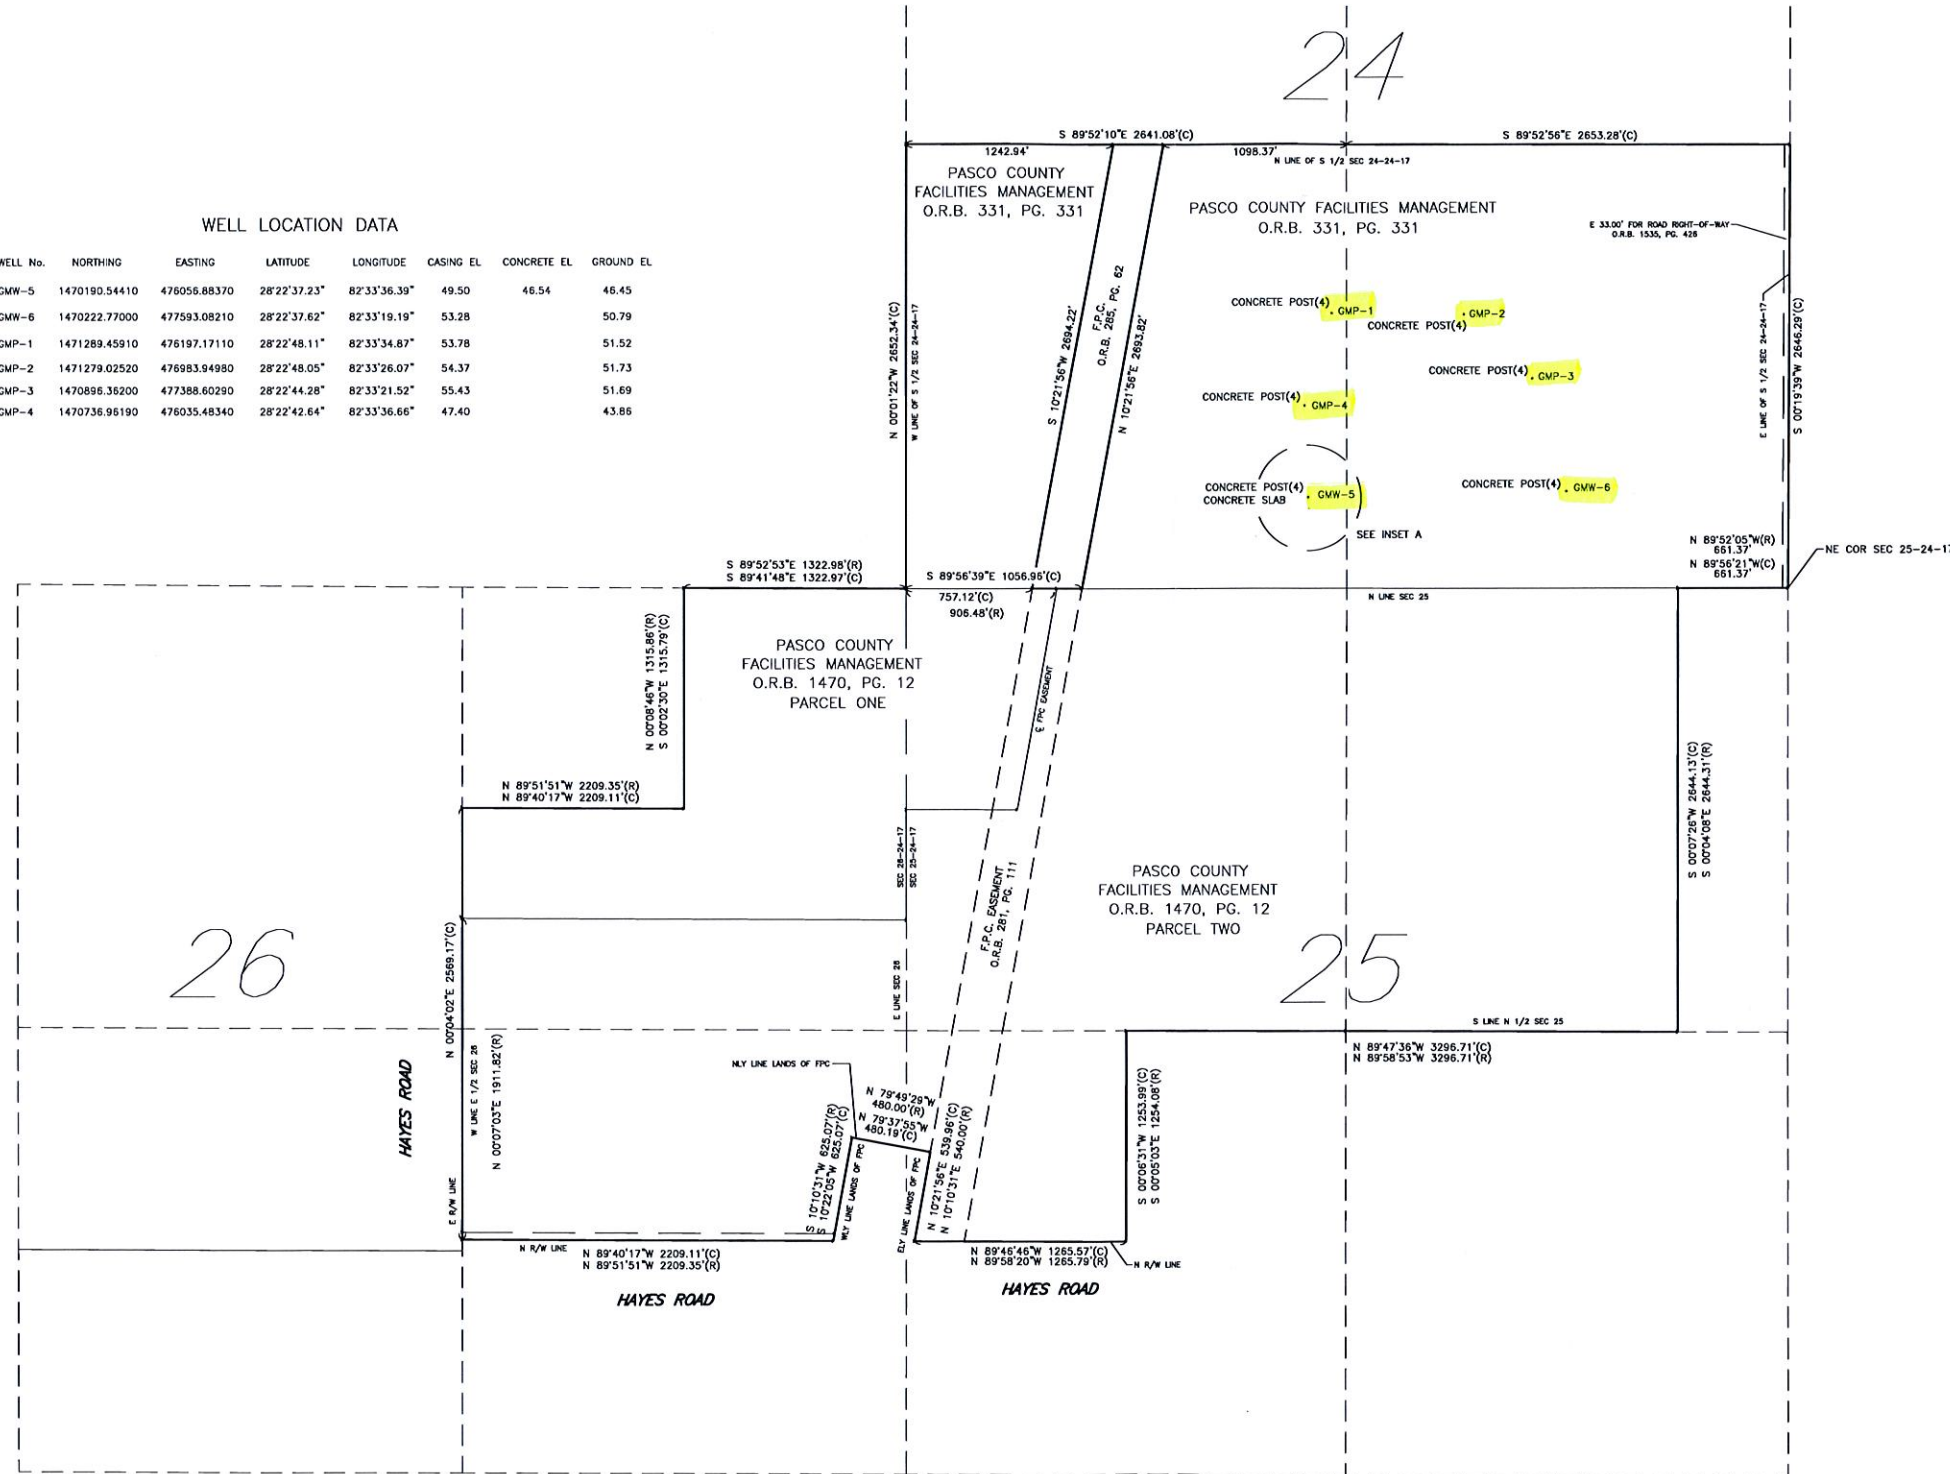 24
S 89°52'10"E 2641.08'(C)
S 89°52'56"E 2653.28'(C)
1242.94'
1098.37'
N LINE OF S 1/2 SEC 24-24-17
PASCO COUNTY
FACILITIES MANAGEMENT
O.R.B. 331, PG. 331
PASCO COUNTY FACILITIES MANAGEMENT
O.R.B. 331, PG. 331
E 33.00' FOR ROAD RIGHT-OF-WAY
O.R.B. 1535, PG. 426
WELL LOCATION DATA
WELL No. NORTHING EASTING LATITUDE LONGITUDE CASING EL CONCRETE EL GROUND EL
GMW-5 1470190.54410 476056.88370 28°22'37.23" 82°33'36.39" 49.50 46.54 46.45
GMW-6 1470222.77000 477593.08210 28°22'37.62" 82°33'19.19" 53.28 50.79
GMP-1 1471289.45910 476197.17110 28°22'48.11" 82°33'34.87" 53.78 51.52
GMP-2 1471279.02520 476983.94980 28°22'48.05" 82°33'26.07" 54.37 51.73
GMP-3 1470896.36200 477388.60290 28°22'44.28" 82°33'21.52" 55.43 51.69
GMP-4 1470736.96190 476035.48340 28°22'42.64" 82°33'36.66" 47.40 43.86
N 00°01'22"W 2652.34'(C)
W LINE OF S 1/2 SEC 24-24-17
S 10°21'56"W 2694.22'
F.P.C.
O.R.B. 285, PG. 62
N 10°21'56"E 2693.82'
CONCRETE POST(4)
GMP-1
CONCRETE POST(4)
GMP-2
CONCRETE POST(4)
GMP-3
CONCRETE POST(4)
GMP-4
CONCRETE POST(4)
CONCRETE SLAB
GMW-5
SEE INSET A
CONCRETE POST(4)
GMW-6
E LINE OF S 1/2 SEC 24-24-17
S 00°19'39"W 2646.29'(C)
N 89°52'05"W(R)
661.37'
N 89°56'21"W(C)
661.37'
NE COR SEC 25-24-17
S 89°52'53"E 1322.98'(R)
S 89°41'48"E 1322.97'(C)
S 89°56'39"E 1056.96'(C)
757.12'(C)
906.48'(R)
N LINE SEC 25
N 00°08'46"W 1315.86'(R)
S 00°02'30"E 1315.79'(C)
PASCO COUNTY
FACILITIES MANAGEMENT
O.R.B. 1470, PG. 12
PARCEL ONE
℄ FPC EASEMENT
N 89°51'51"W 2209.35'(R)
N 89°40'17"W 2209.11'(C)
SEC 26-24-17
SEC 25-24-17
S 00°07'26"W 2644.13'(C)
S 00°04'08"E 2644.31'(R)
F.P.C. EASEMENT
O.R.B. 281, PG. 111
PASCO COUNTY
FACILITIES MANAGEMENT
O.R.B. 1470, PG. 12
PARCEL TWO
26
25
N 00°04'02"E 2569.17'(C)
E LINE SEC 26
S LINE N 1/2 SEC 25
N 89°47'36"W 3296.71'(C)
N 89°58'53"W 3296.71'(R)
HAYES ROAD
W LINE E 1/2 SEC 26
N 00°07'03"E 1911.82'(R)
NLY LINE LANDS OF FPC
N 79°49'29"W
480.00'(R)
N 79°37'55"W
480.19'(C)
S 10°10'31"W 625.07'(R)
S 10°22'05"W 625.07'(C)
WLY LINE LANDS OF FPC
ELY LINE LANDS OF FPC
N 10°21'56"E 539.96'(C)
N 10°10'31"E 540.00'(R)
S 00°06'31"W 1253.99'(C)
S 00°05'03"E 1254.08'(R)
E R/W LINE
N R/W LINE
N 89°40'17"W 2209.11'(C)
N 89°51'51"W 2209.35'(R)
N 89°46'46"W 1265.57'(C)
N 89°58'20"W 1265.79'(R)
N R/W LINE
HAYES ROAD
HAYES ROAD